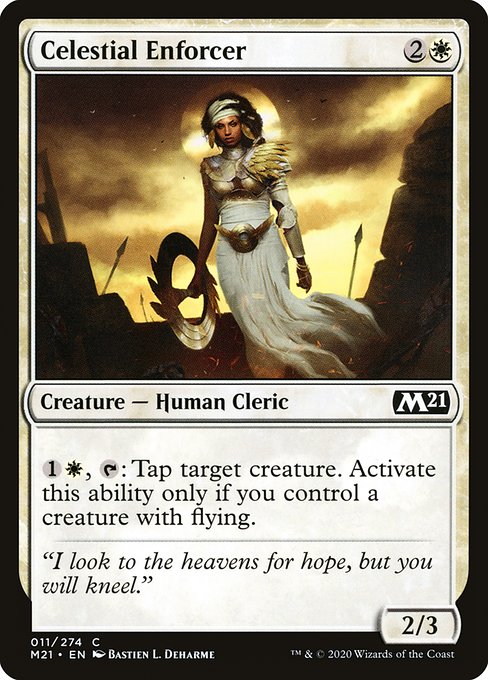 Celestial Enforcer 2
Creature — Human Cleric M21
1, : Tap target creature. Activate
this ability only if you control a
creature with flying.
“I look to the heavens for hope, but you
will kneel.”
2/3
011/274 C
M21 • EN Bastien L. Deharme ™ & © 2020 Wizards of the Coast